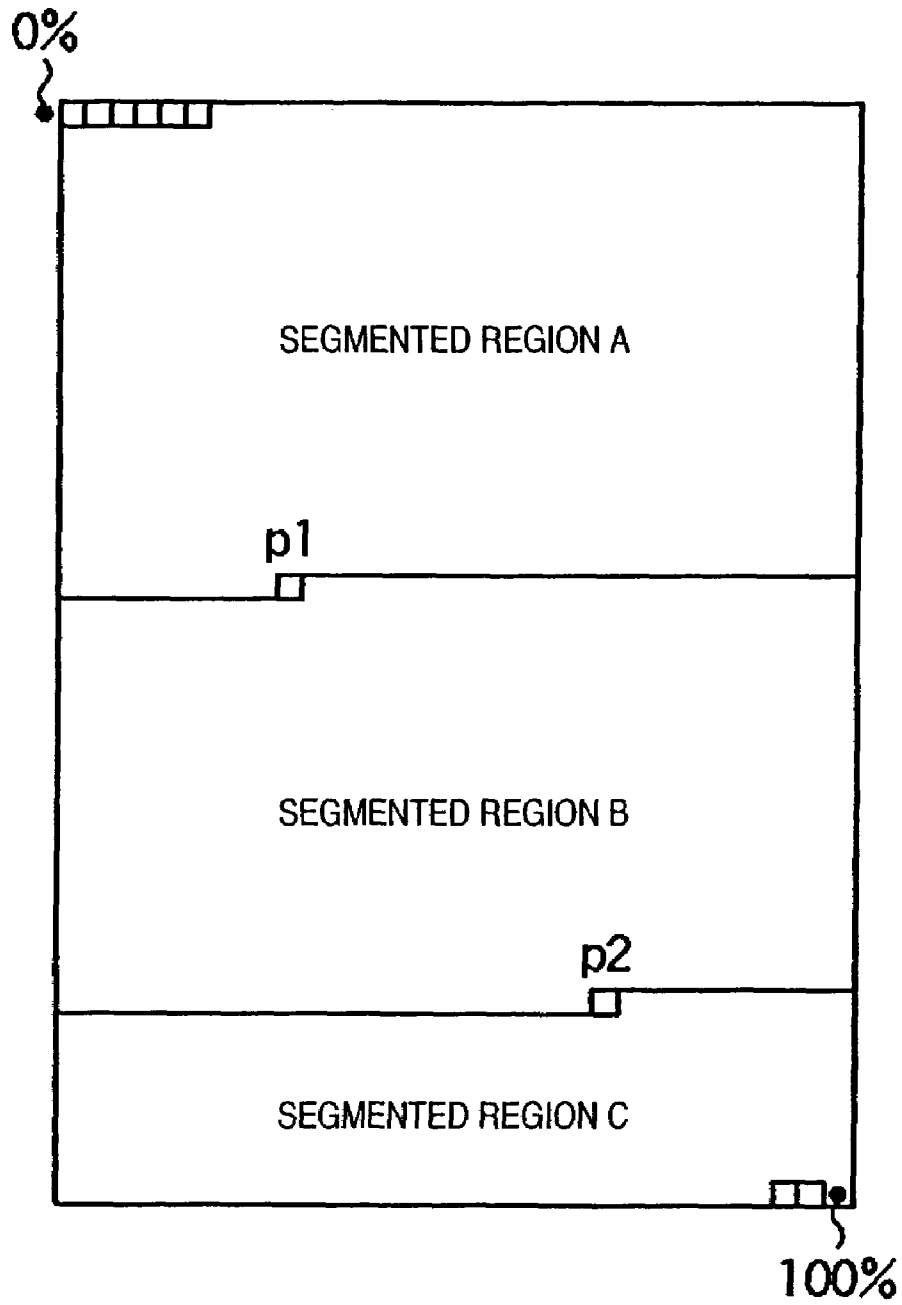 0%
SEGMENTED REGION A
p1
SEGMENTED REGION B
p2
SEGMENTED REGION C
100%